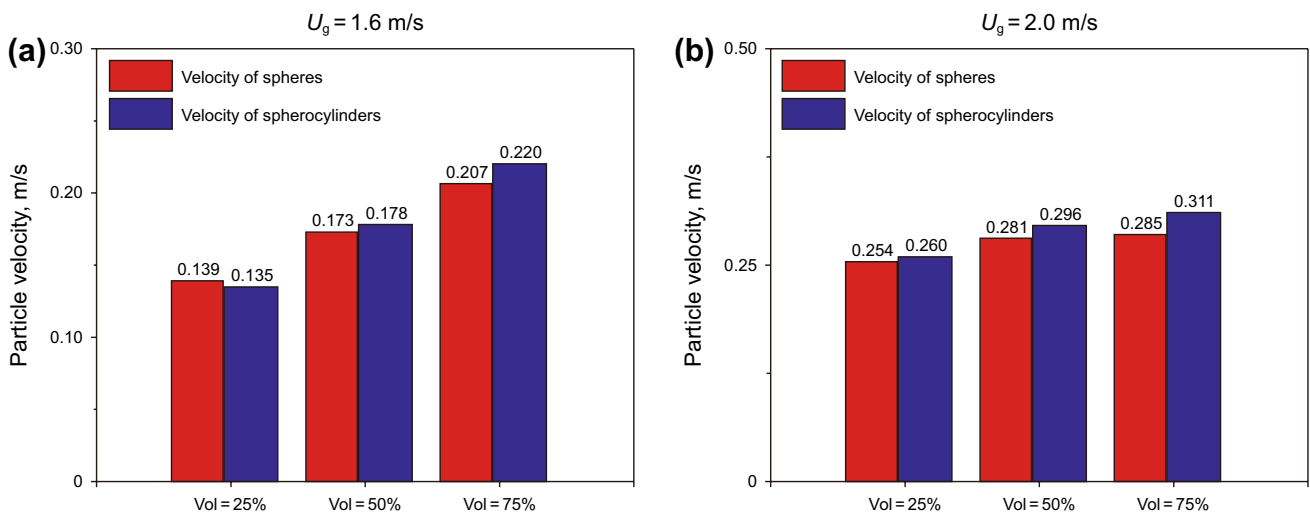 (a)
U_g = 1.6 m/s
0.30
Velocity of spheres
Velocity of spherocylinders
Particle velocity, m/s
0.20
0.10
0
0.139
0.135
0.173
0.178
0.207
0.220
Vol = 25%
Vol = 50%
Vol = 75%
(b)
U_g = 2.0 m/s
0.50
Velocity of spheres
Velocity of spherocylinders
Particle velocity, m/s
0.25
0
0.254
0.260
0.281
0.296
0.285
0.311
Vol = 25%
Vol = 50%
Vol = 75%